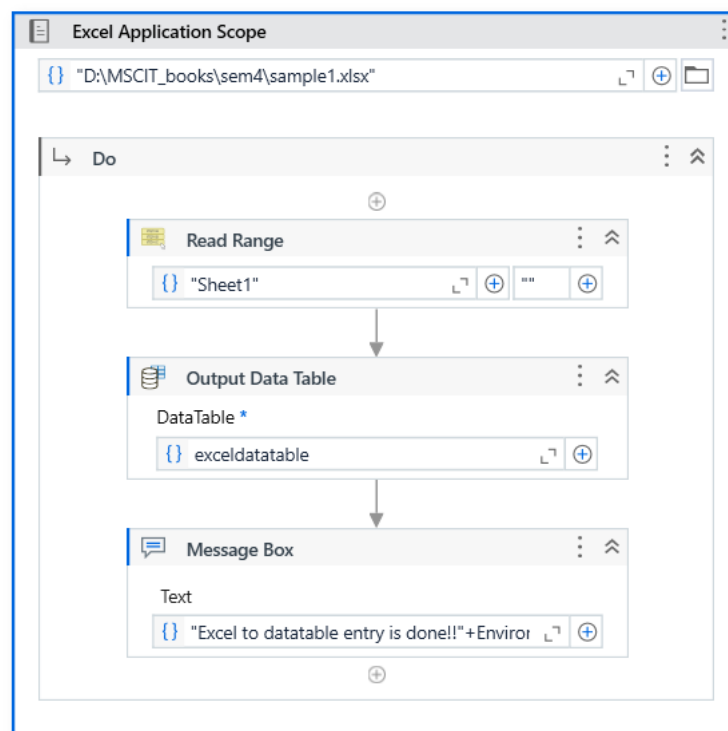 Excel Application Scope
{} "D:\MSCIT_books\sem4\sample1.xlsx"
Do
Read Range
{} "Sheet1" ""
Output Data Table
DataTable *
{} exceldatatable
Message Box
Text
{} "Excel to datatable entry is done!!"+Enviror